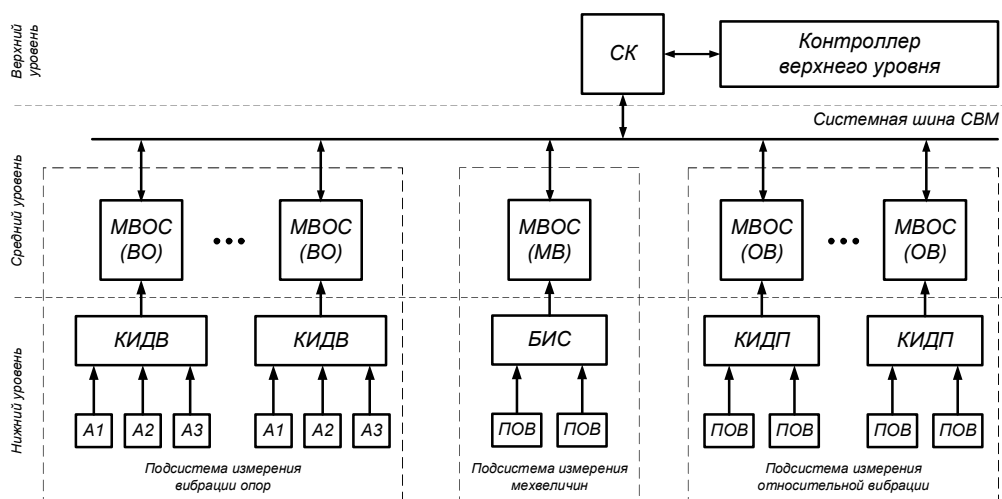 Верхний
уровень
СК
Контроллер
верхнего уровня
Системная шина СВМ
Средний уровень
МВОС
(ВО)
МВОС
(ВО)
МВОС
(МВ)
МВОС
(ОВ)
МВОС
(ОВ)
Нижний уровень
КИДВ
КИДВ
БИС
КИДП
КИДП
А1
А2
А3
А1
А2
А3
ПОВ
ПОВ
ПОВ
ПОВ
ПОВ
ПОВ
Подсистема измерения
вибрации опор
Подсистема измерения
мехвеличин
Подсистема измерения
относительной вибрации